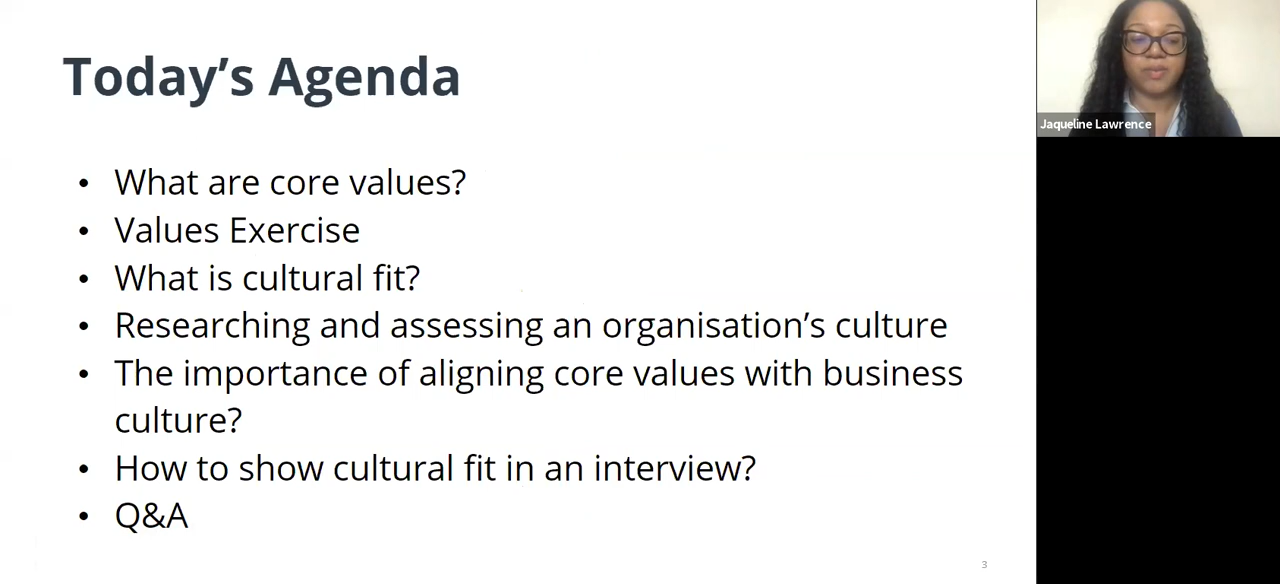 Today’s Agenda
• What are core values?
• Values Exercise
• What is cultural fit?
• Researching and assessing an organisation’s culture
• The importance of aligning core values with business
culture?
• How to show cultural fit in an interview?
• Q&A
3
Jaqueline Lawrence